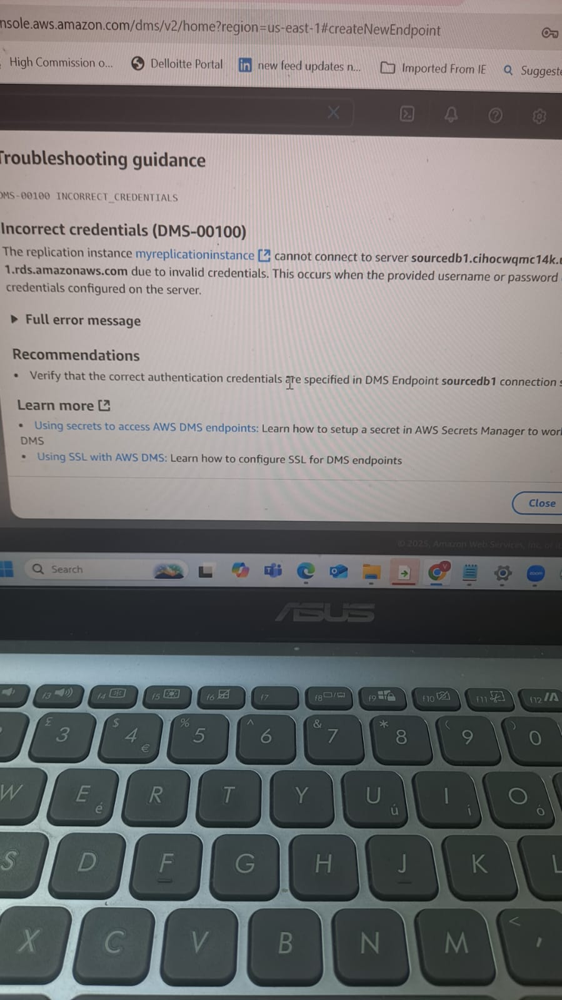 nsole.aws.amazon.com/dms/v2/home?region=us-east-1#createNewEndpoint
High Commission o... Delloitte Portal in new feed updates n... Imported From IE Suggeste
Troubleshooting guidance
DMS-00100 INCORRECT_CREDENTIALS
Incorrect credentials (DMS-00100)
The replication instance myreplicationinstance cannot connect to server sourcedb1.cihocwqmc14k.u
1.rds.amazonaws.com due to invalid credentials. This occurs when the provided username or password
credentials configured on the server.
Full error message
Recommendations
• Verify that the correct authentication credentials are specified in DMS Endpoint sourcedb1 connection s
Learn more
• Using secrets to access AWS DMS endpoints: Learn how to setup a secret in AWS Secrets Manager to wor
DMS
• Using SSL with AWS DMS: Learn how to configure SSL for DMS endpoints
Close
© 2025, Amazon Web Services, Inc. or it
Search zoom
ASUS
f3 f4 f5 f6 f7 f8 f9 f10 f11 f12
£ $ % ^ & * ( )
3 4 € 5 6 7 8 9 0
W E é R T Y U ú I í O ó
S D F G H J K L
X C V B N M < ,